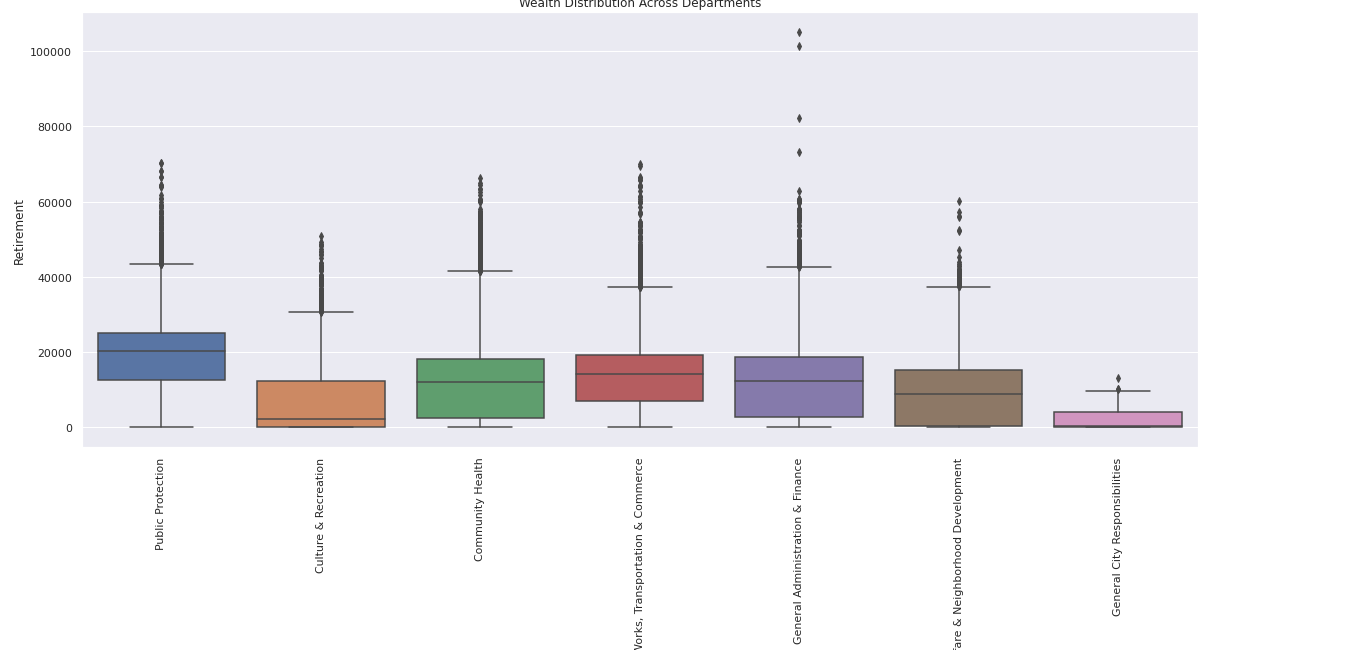 Wealth Distribution Across Departments
100000
80000
60000
40000
20000
0
Retirement
Public Protection
Culture & Recreation
Community Health
Works, Transportation & Commerce
General Administration & Finance
& Neighborhood Development
General City Responsibilities